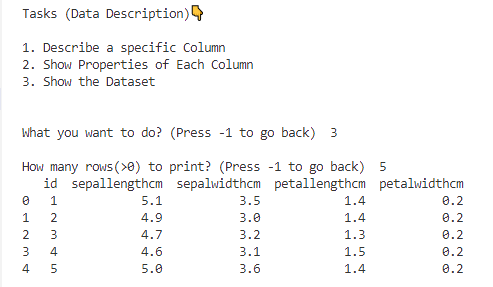 Tasks (Data Description)👇
1. Describe a specific Column
2. Show Properties of Each Column
3. Show the Dataset
What you want to do? (Press -1 to go back)  3
How many rows(>0) to print? (Press -1 to go back)  5
id sepallengthcm sepalwidthcm petallengthcm petalwidthcm
0 1 5.1 3.5 1.4 0.2
1 2 4.9 3.0 1.4 0.2
2 3 4.7 3.2 1.3 0.2
3 4 4.6 3.1 1.5 0.2
4 5 5.0 3.6 1.4 0.2